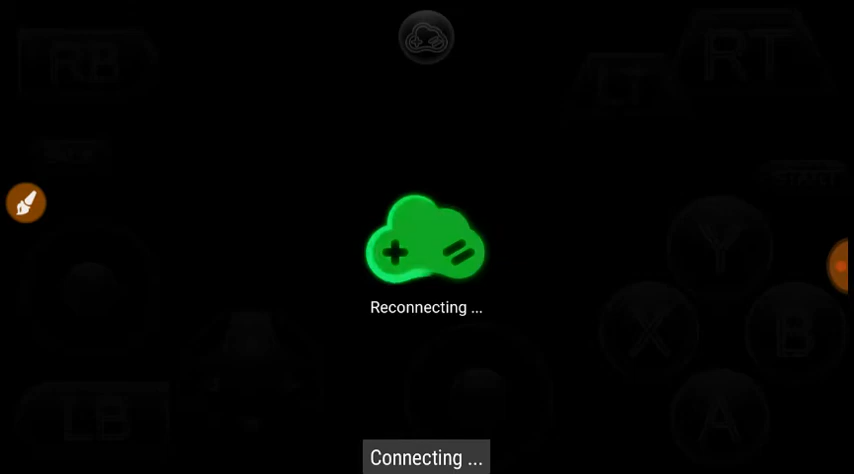 RB
LT
RT
START
Y
Reconnecting ...
X
B
LB
A
Connecting ...